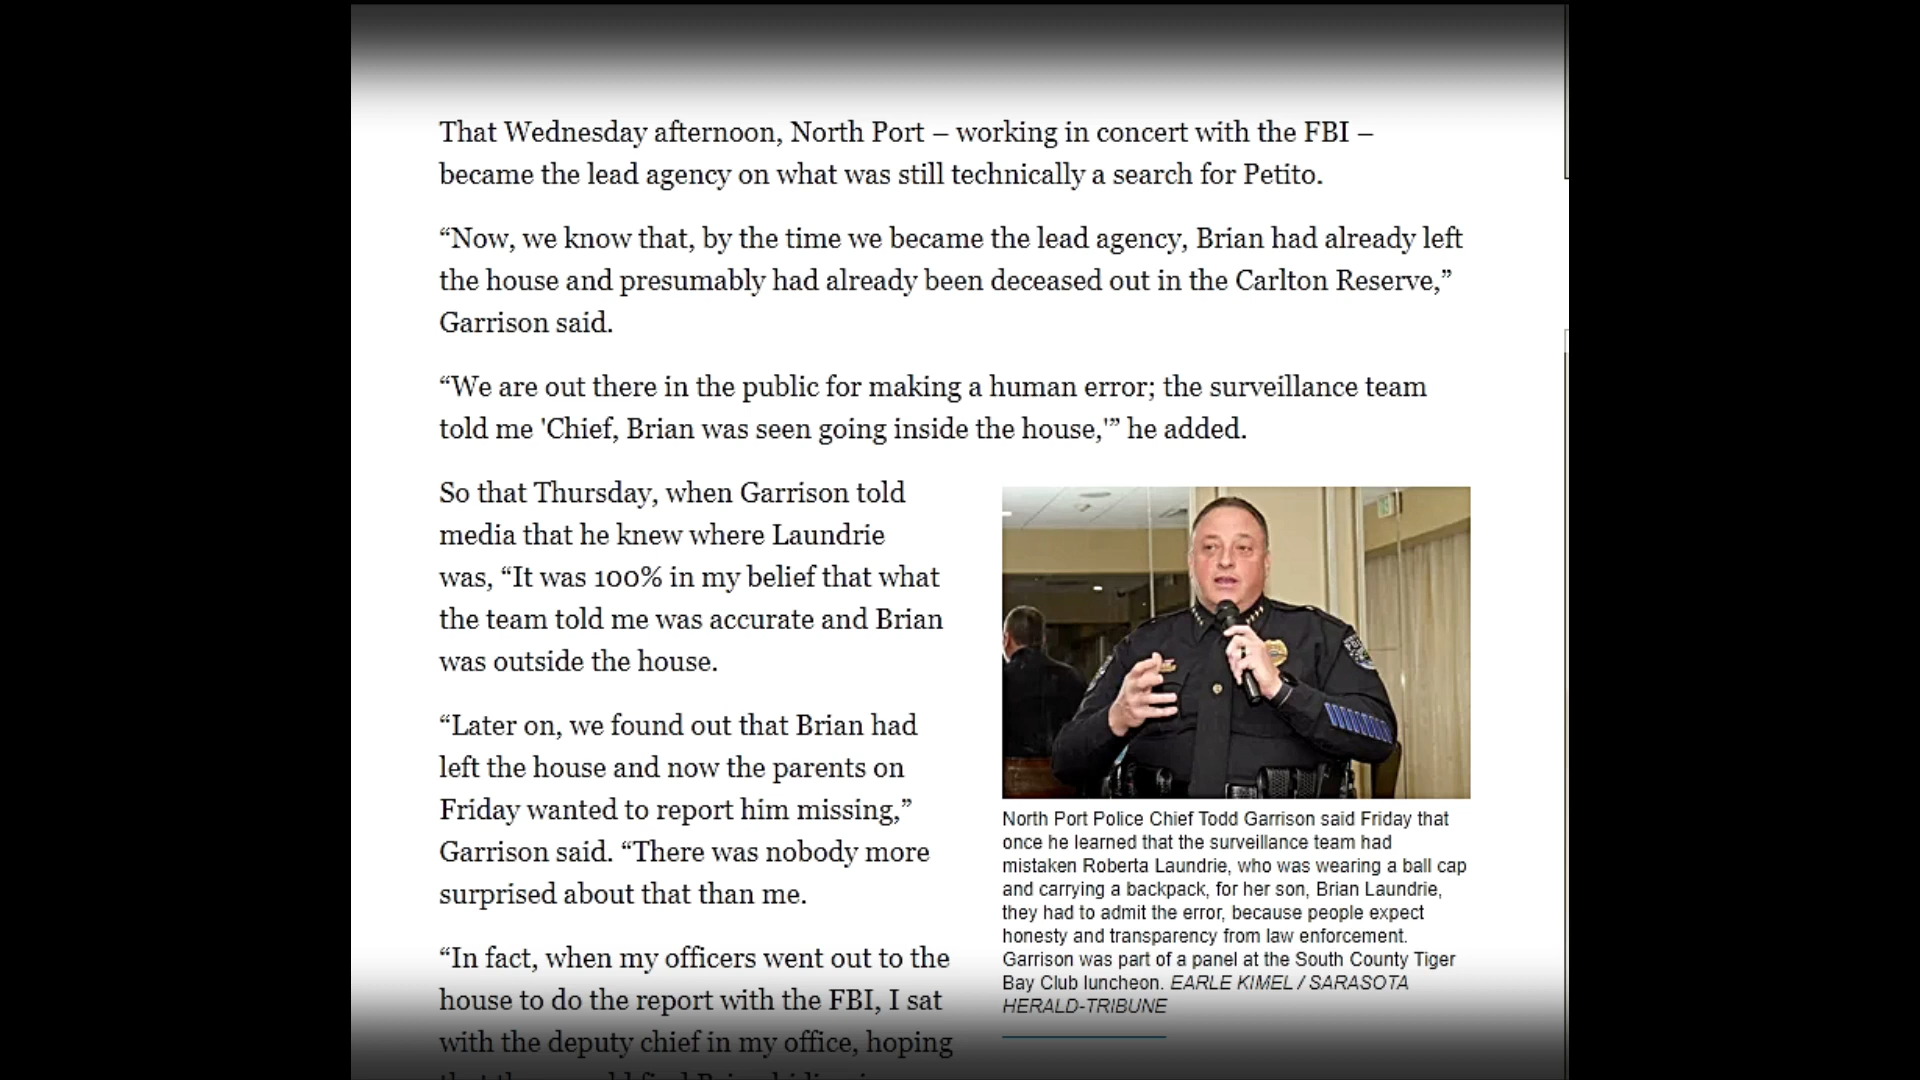 That Wednesday afternoon, North Port – working in concert with the FBI –
became the lead agency on what was still technically a search for Petito.
“Now, we know that, by the time we became the lead agency, Brian had already left
the house and presumably had already been deceased out in the Carlton Reserve,”
Garrison said.
“We are out there in the public for making a human error; the surveillance team
told me 'Chief, Brian was seen going inside the house,'” he added.
So that Thursday, when Garrison told
media that he knew where Laundrie
was, “It was 100% in my belief that what
the team told me was accurate and Brian
was outside the house.
“Later on, we found out that Brian had
left the house and now the parents on
Friday wanted to report him missing,”
Garrison said. “There was nobody more
surprised about that than me.
“In fact, when my officers went out to the
house to do the report with the FBI, I sat
with the deputy chief in my office, hoping
North Port Police Chief Todd Garrison said Friday that
once he learned that the surveillance team had
mistaken Roberta Laundrie, who was wearing a ball cap
and carrying a backpack, for her son, Brian Laundrie,
they had to admit the error, because people expect
honesty and transparency from law enforcement.
Garrison was part of a panel at the South County Tiger
Bay Club luncheon. EARLE KIMEL / SARASOTA
HERALD-TRIBUNE